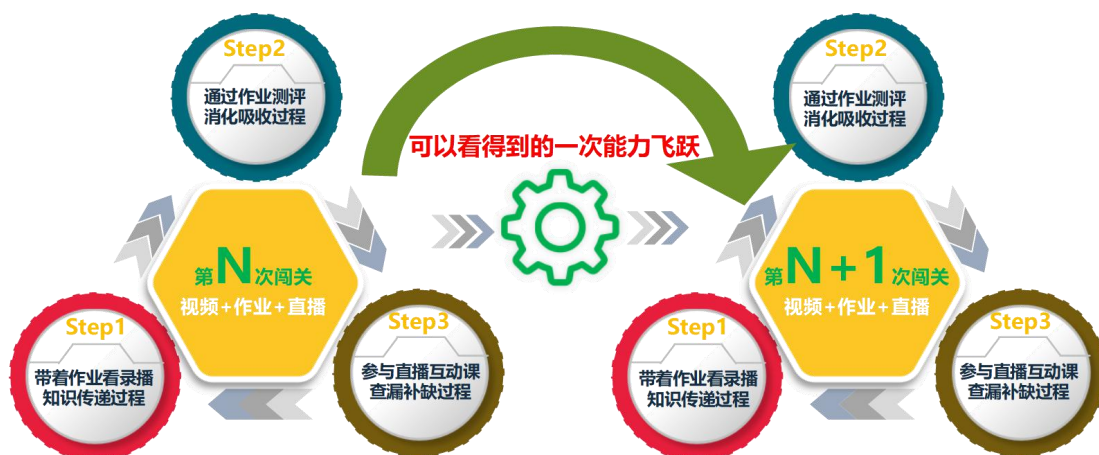 Step2
通过作业测评
消化吸收过程
第N次闯关
视频+作业+直播
Step1
带着作业看录播
知识传递过程
Step3
参与直播互动课
查漏补缺过程
可以看得到的一次能力飞跃
Step2
通过作业测评
消化吸收过程
第N+1次闯关
视频+作业+直播
Step1
带着作业看录播
知识传递过程
Step3
参与直播互动课
查漏补缺过程